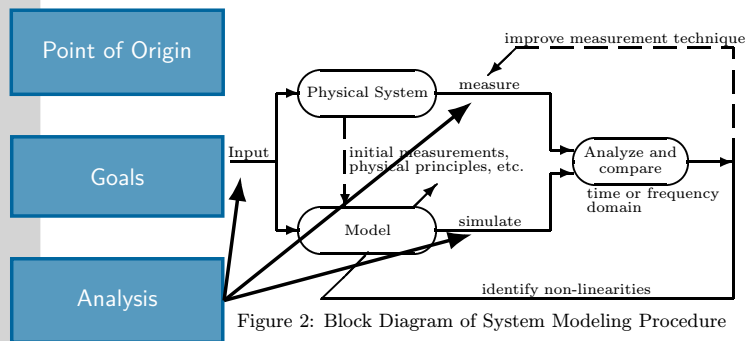 Point of Origin
Goals
Analysis
improve measurement technique
Physical System
measure
Input
initial measurements,
physical principles, etc.
Analyze and
compare
time or frequency
domain
Model
simulate
identify non-linearities
Figure 2: Block Diagram of System Modeling Procedure